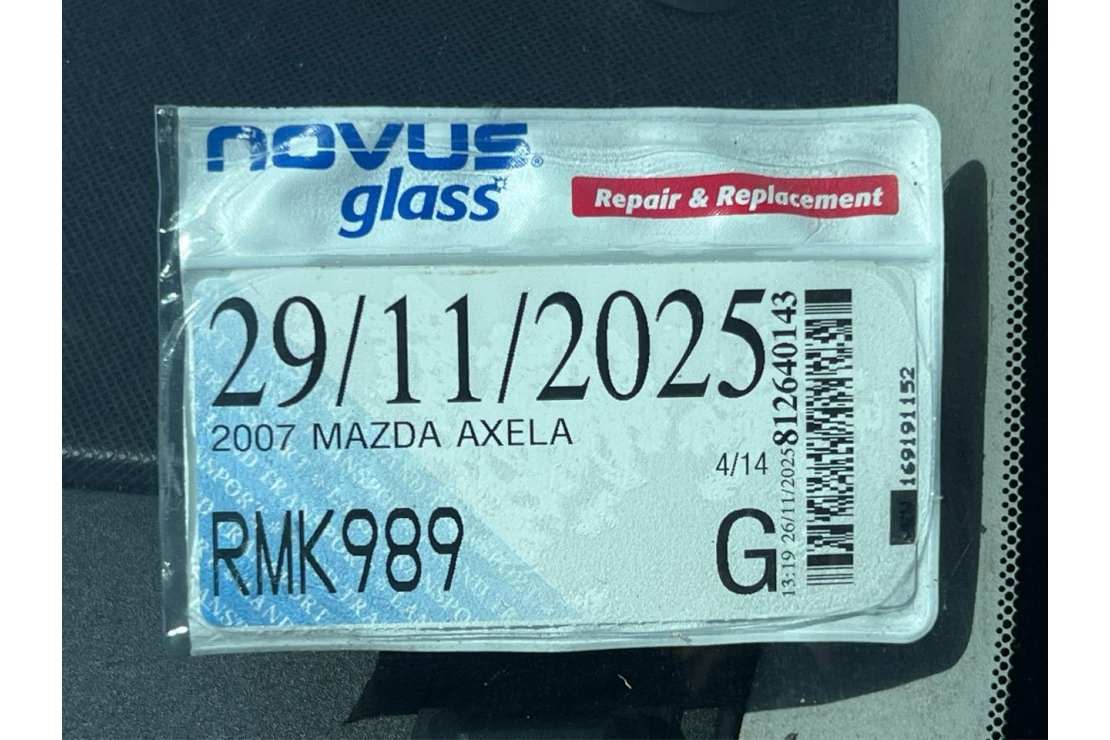 novus®
glass
Repair & Replacement
29/11/2025
2007 MAZDA AXELA
4/14
RMK989
G
13:19 26/11/2025 812640143
169191152